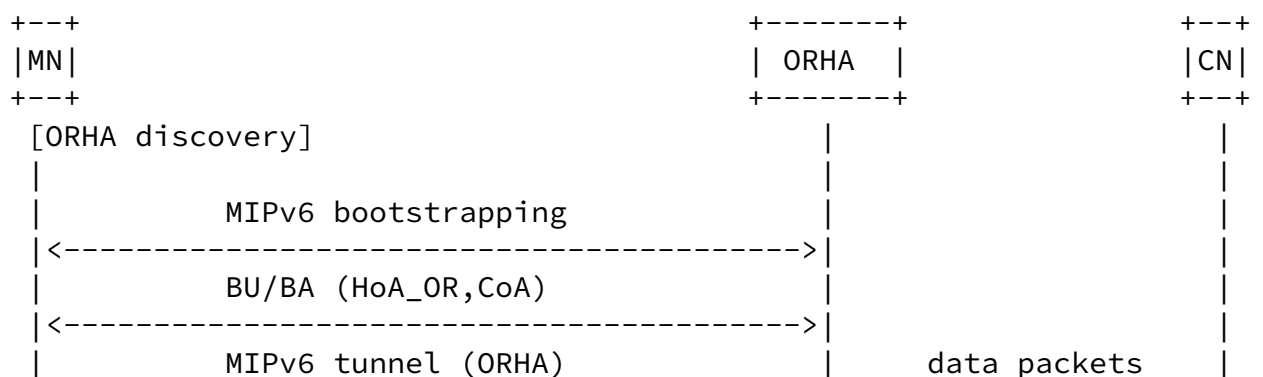 +--+ +-------+ +--+
|MN| | ORHA | |CN|
+--+ +-------+ +--+
[ORHA discovery] | |
| | |
| MIPv6 bootstrapping | |
|<----------------------------------------->| |
| BU/BA (HoA_OR,CoA) | |
|<----------------------------------------->| |
| MIPv6 tunnel (ORHA) | data packets |